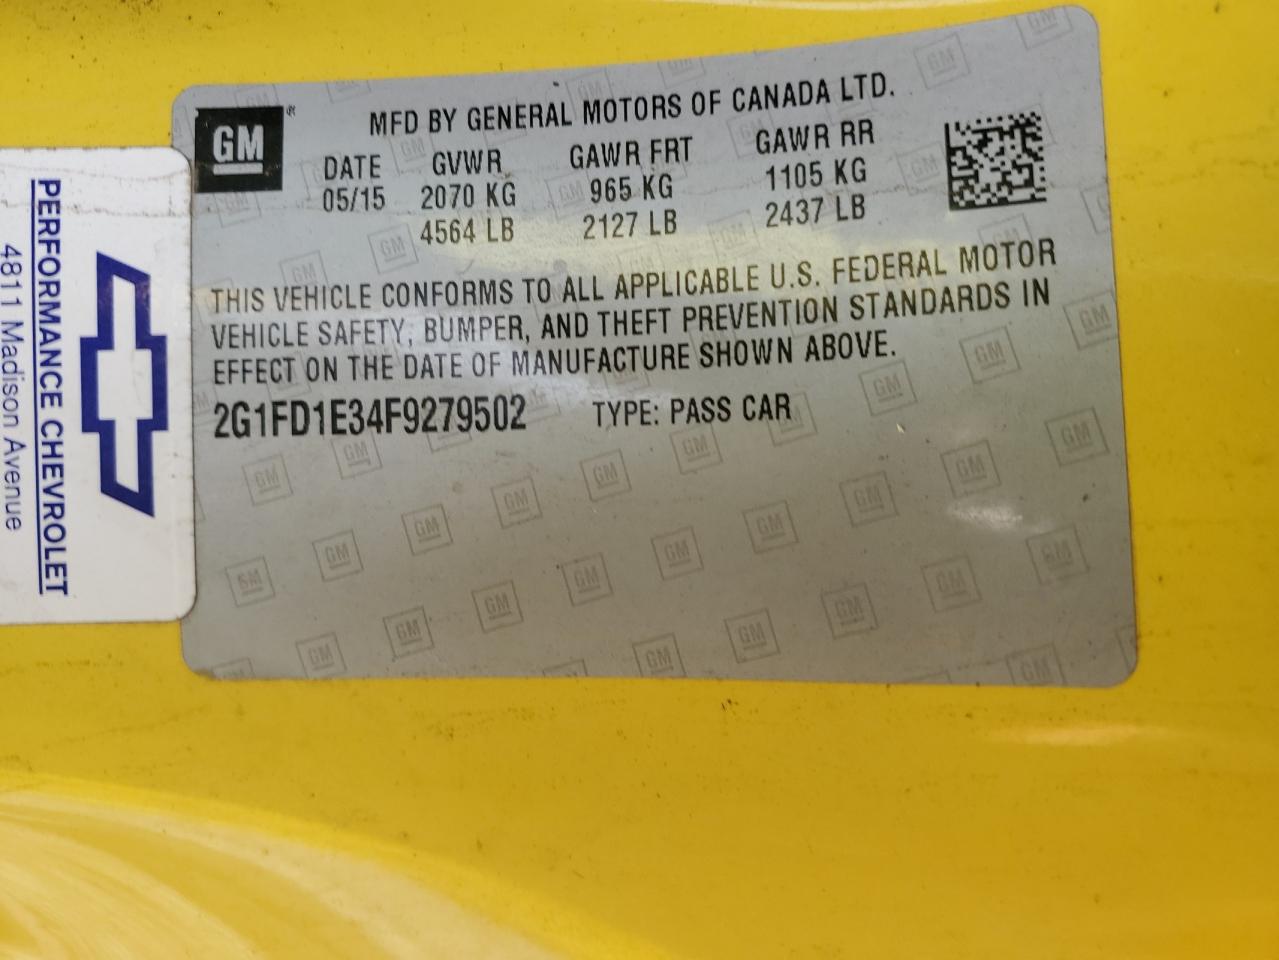 GM
MFD BY GENERAL MOTORS OF CANADA LTD.
DATE GVWR GAWR FRT GAWR RR
05/15 2070 KG 965 KG 1105 KG
4564 LB 2127 LB 2437 LB
THIS VEHICLE CONFORMS TO ALL APPLICABLE U.S. FEDERAL MOTOR
VEHICLE SAFETY, BUMPER, AND THEFT PREVENTION STANDARDS IN
EFFECT ON THE DATE OF MANUFACTURE SHOWN ABOVE.
2G1FD1E34F9279502 TYPE: PASS CAR
PERFORMANCE CHEVROLET
4811 Madison Avenue